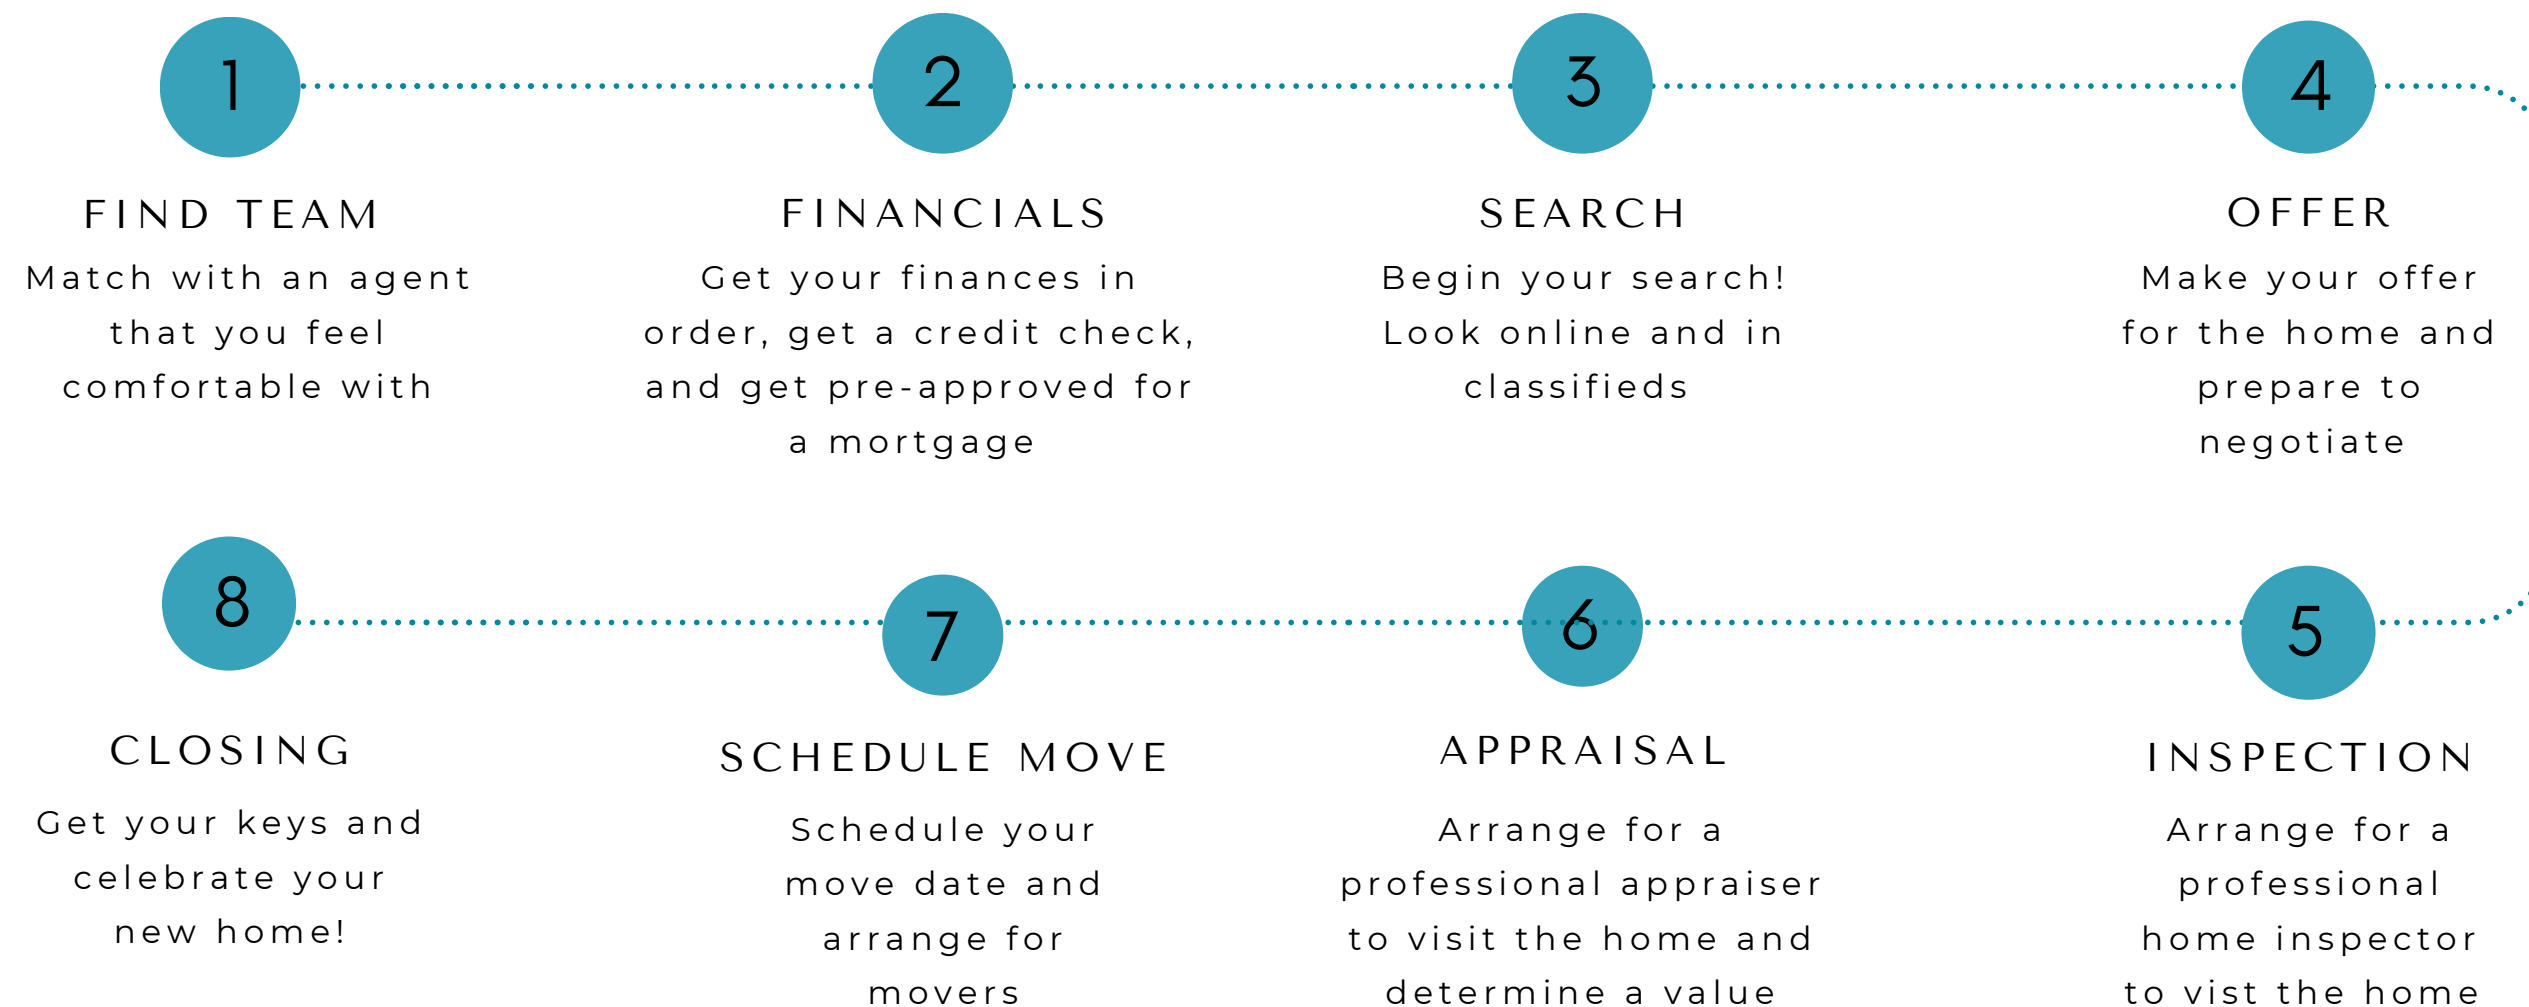 1
FIND TEAM
Match with an agent
that you feel
comfortable with
2
FINANCIALS
Get your finances in
order, get a credit check,
and get pre-approved for
a mortgage
3
SEARCH
Begin your search!
Look online and in
classifieds
4
OFFER
Make your offer
for the home and
prepare to
negotiate
5
INSPECTION
Arrange for a
professional
home inspector
to vist the home
6
APPRAISAL
Arrange for a
professional appraiser
to visit the home and
determine a value
7
SCHEDULE MOVE
Schedule your
move date and
arrange for
movers
8
CLOSING
Get your keys and
celebrate your
new home!